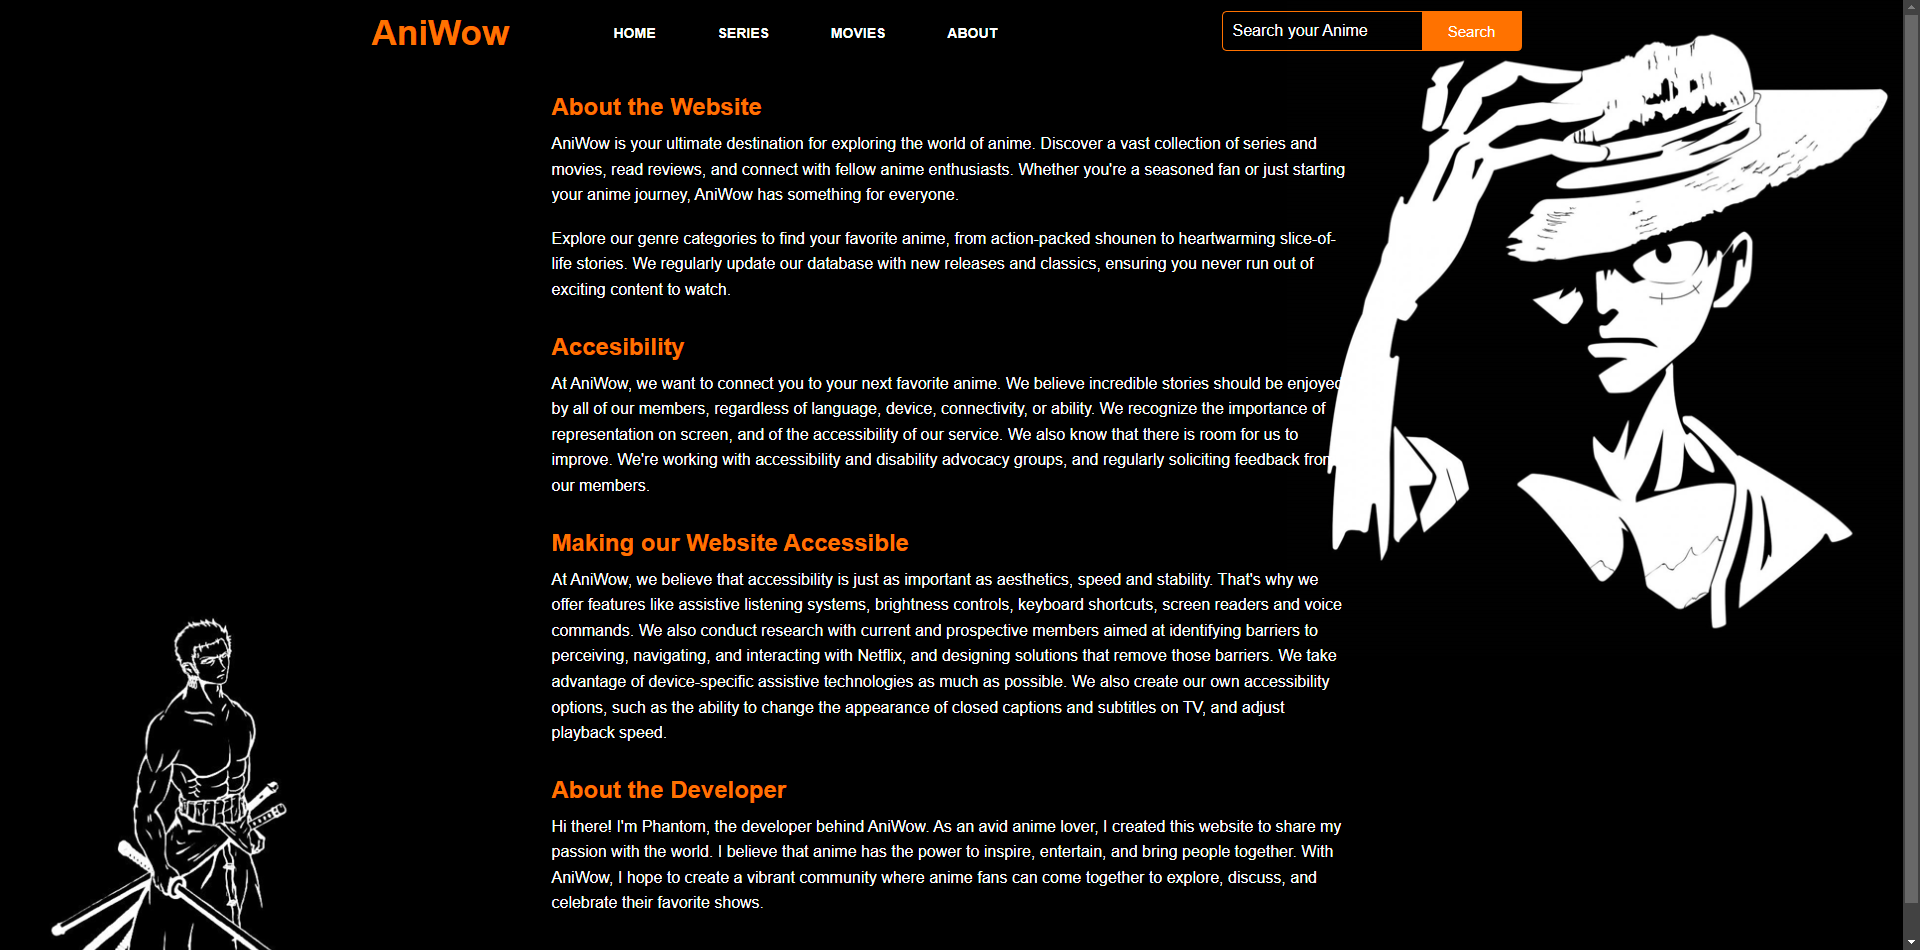 AniWow
HOME SERIES MOVIES ABOUT
Search your Anime Search
About the Website
AniWow is your ultimate destination for exploring the world of anime. Discover a vast collection of series and
movies, read reviews, and connect with fellow anime enthusiasts. Whether you're a seasoned fan or just starting
your anime journey, AniWow has something for everyone.
Explore our genre categories to find your favorite anime, from action-packed shounen to heartwarming slice-of-
life stories. We regularly update our database with new releases and classics, ensuring you never run out of
exciting content to watch.
Accesibility
At AniWow, we want to connect you to your next favorite anime. We believe incredible stories should be enjoyed
by all of our members, regardless of language, device, connectivity, or ability. We recognize the importance of
representation on screen, and of the accessibility of our service. We also know that there is room for us to
improve. We're working with accessibility and disability advocacy groups, and regularly soliciting feedback from
our members.
Making our Website Accessible
At AniWow, we believe that accessibility is just as important as aesthetics, speed and stability. That's why we
offer features like assistive listening systems, brightness controls, keyboard shortcuts, screen readers and voice
commands. We also conduct research with current and prospective members aimed at identifying barriers to
perceiving, navigating, and interacting with Netflix, and designing solutions that remove those barriers. We take
advantage of device-specific assistive technologies as much as possible. We also create our own accessibility
options, such as the ability to change the appearance of closed captions and subtitles on TV, and adjust
playback speed.
About the Developer
Hi there! I'm Phantom, the developer behind AniWow. As an avid anime lover, I created this website to share my
passion with the world. I believe that anime has the power to inspire, entertain, and bring people together. With
AniWow, I hope to create a vibrant community where anime fans can come together to explore, discuss, and
celebrate their favorite shows.